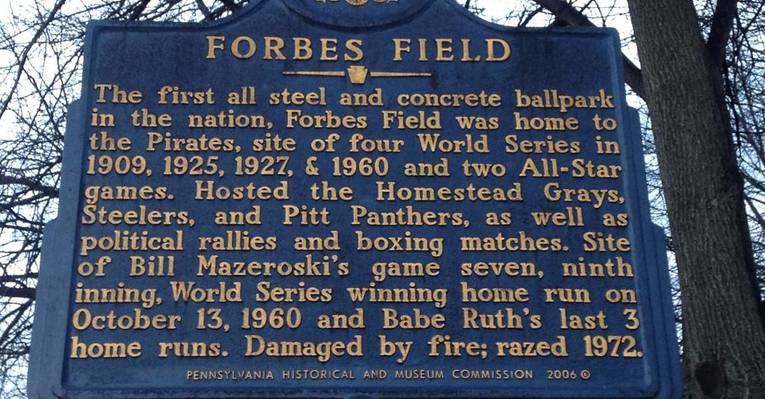 FORBES FIELD
The first all steel and concrete ballpark
in the nation, Forbes Field was home to
the Pirates, site of four World Series in
1909, 1925, 1927, & 1960 and two All-Star
games. Hosted the Homestead Grays,
Steelers, and Pitt Panthers, as well as
political rallies and boxing matches. Site
of Bill Mazeroski's game seven, ninth
inning, World Series winning home run on
October 13, 1960 and Babe Ruth's last 3
home runs. Damaged by fire; razed 1972.
PENNSYLVANIA HISTORICAL AND MUSEUM COMMISSION 2006 ©